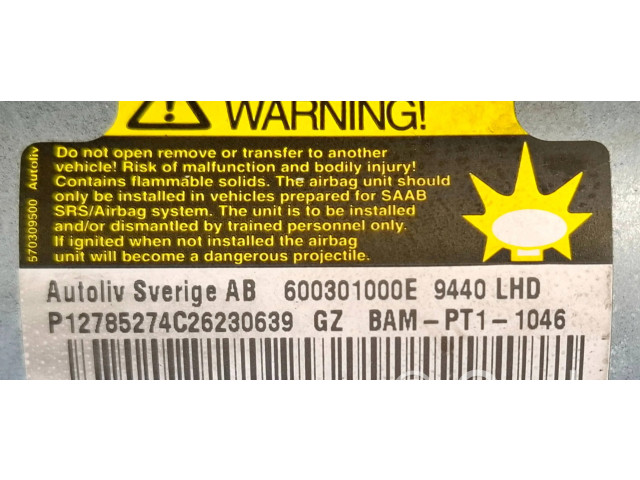 WARNING!
Do not open remove or transfer to another
vehicle! Risk of malfunction and bodily injury!
Contains flammable solids. The airbag unit should
only be installed in vehicles prepared for SAAB
SRS/Airbag system. The unit is to be installed
and/or dismantled by trained personnel only.
If ignited when not installed the airbag
unit will become a dangerous projectile.
570309500 Autoliv
Autoliv Sverige AB 600301000E 9440 LHD
P12785274C26230639 GZ BAM-PT1-1046